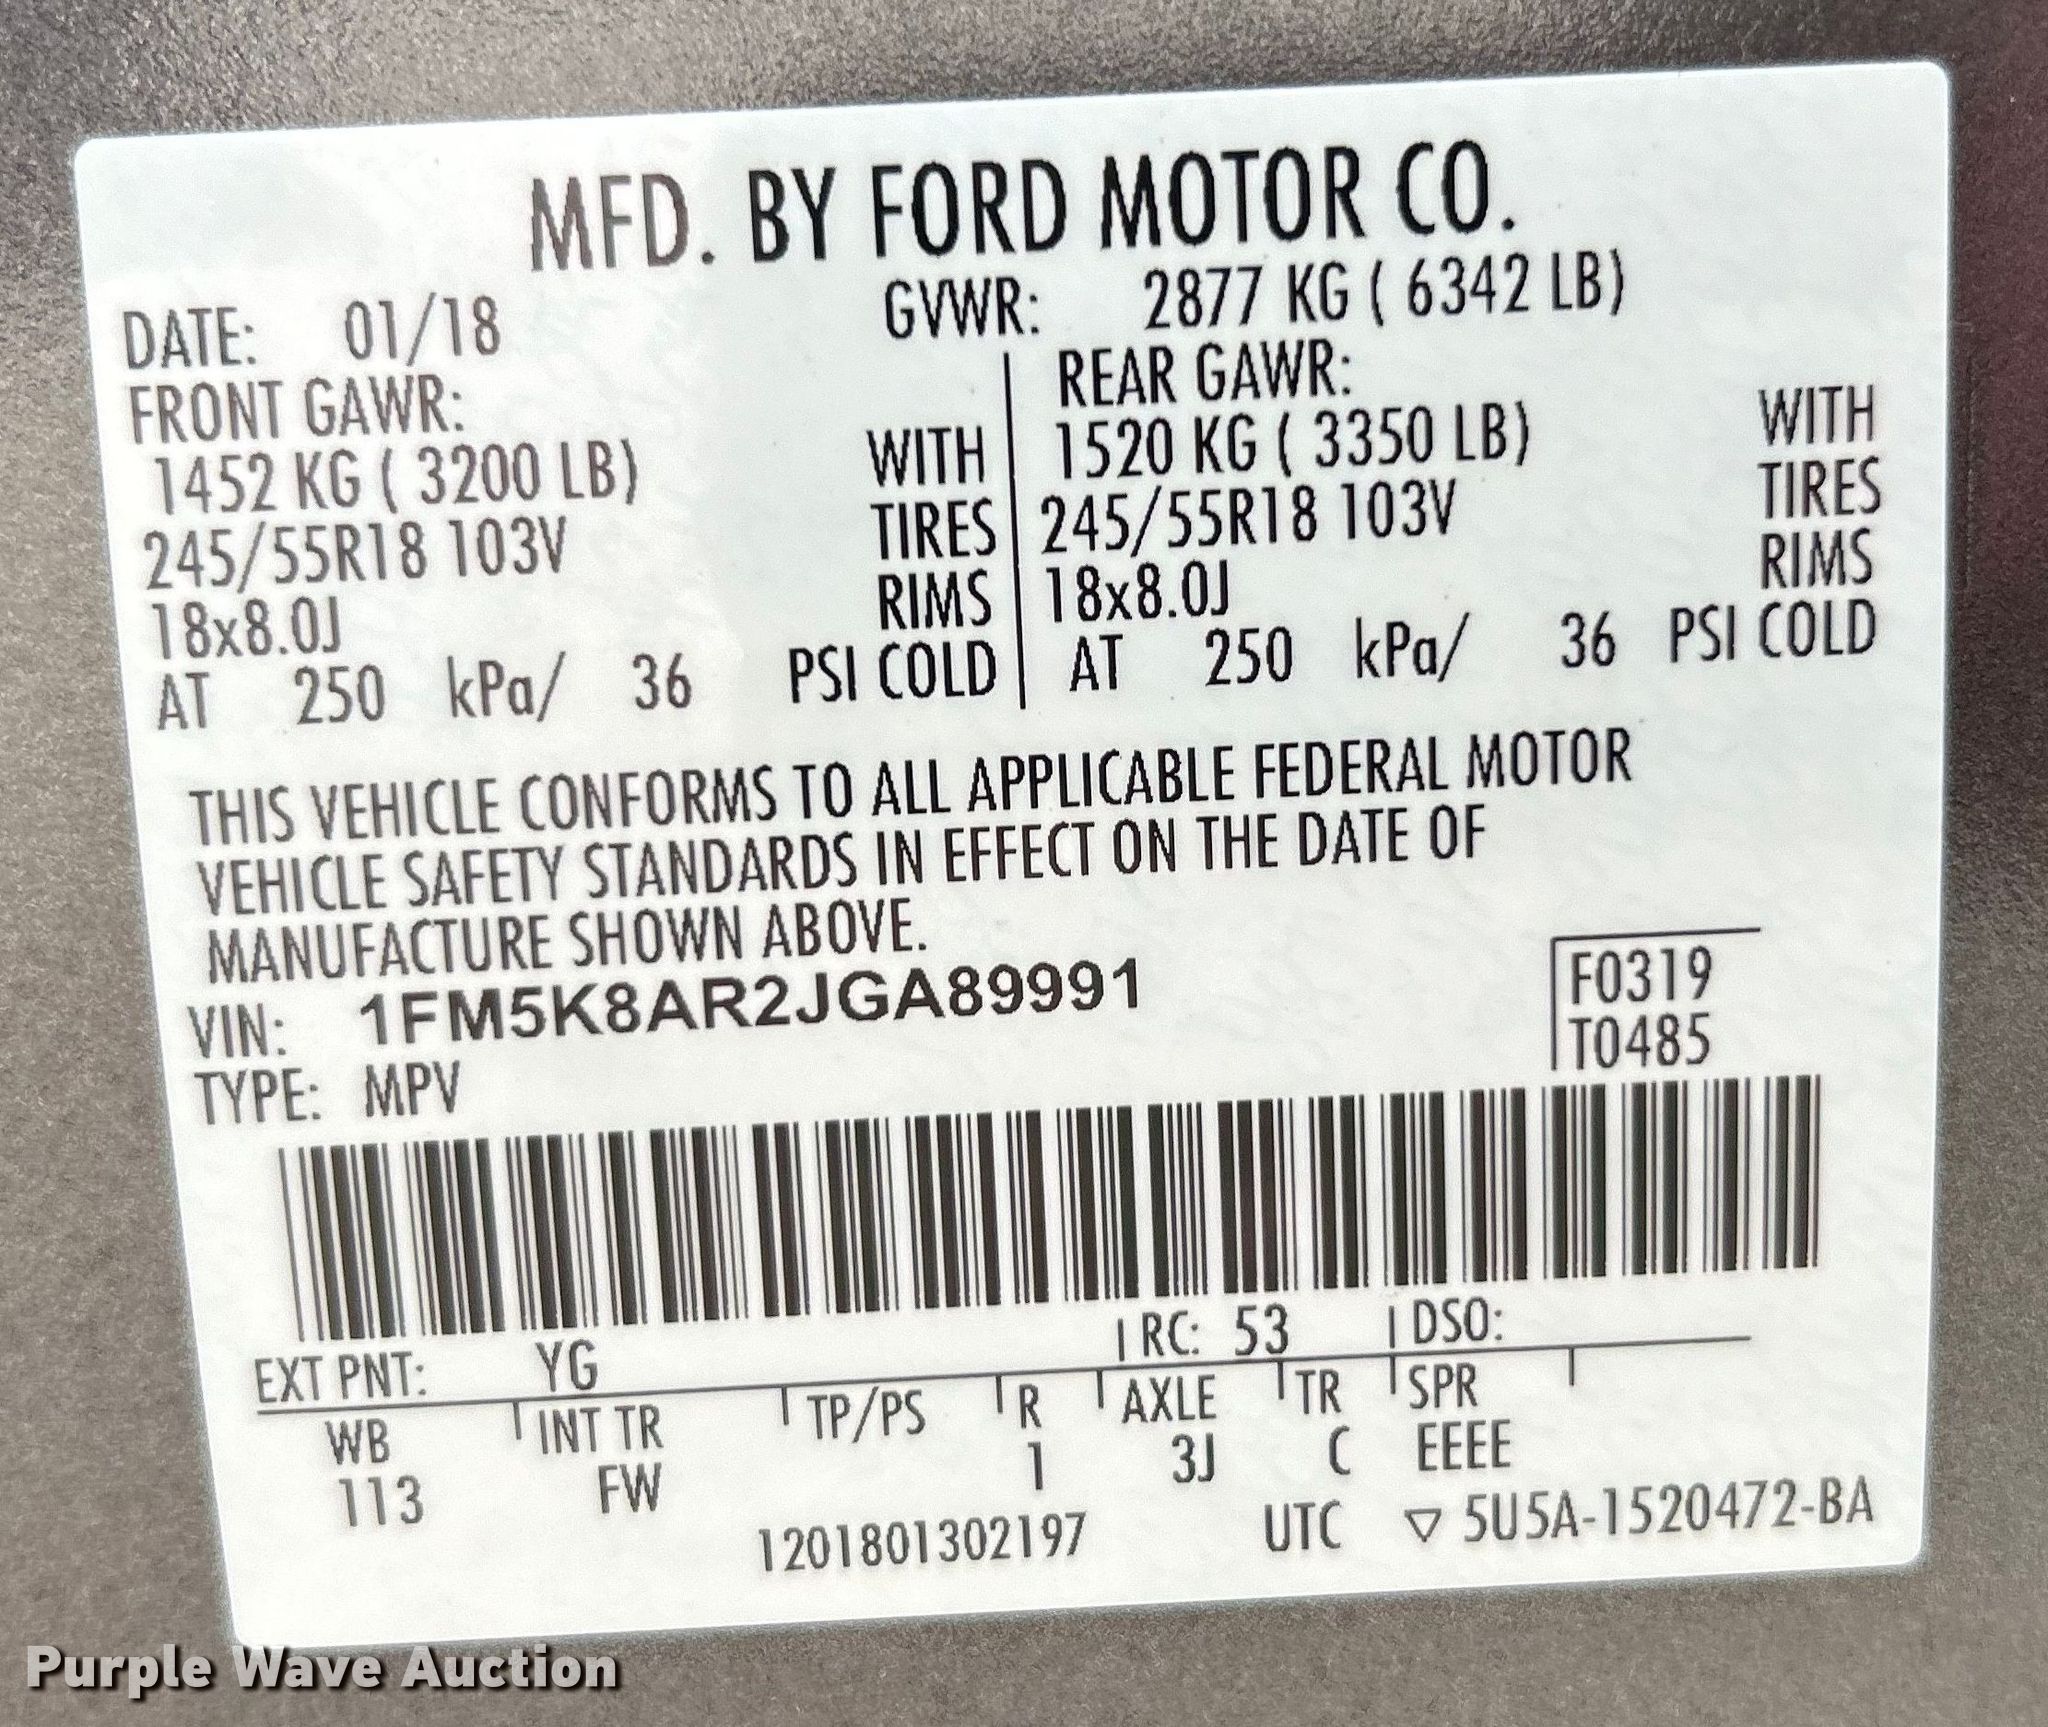 MFD. BY FORD MOTOR CO.
DATE: 01/18 GVWR: 2877 KG ( 6342 LB)
FRONT GAWR: REAR GAWR:
1452 KG ( 3200 LB) WITH 1520 KG ( 3350 LB) WITH
245/55R18 103V TIRES 245/55R18 103V TIRES
18x8.0J RIMS 18x8.0J RIMS
AT 250 kPa/ 36 PSI COLD AT 250 kPa/ 36 PSI COLD
THIS VEHICLE CONFORMS TO ALL APPLICABLE FEDERAL MOTOR
VEHICLE SAFETY STANDARDS IN EFFECT ON THE DATE OF
MANUFACTURE SHOWN ABOVE.
VIN: 1FM5K8AR2JGA89991 F0319
TYPE: MPV T0485
EXT PNT: YG RC: 53 DSO:
WB INT TR TP/PS R AXLE TR SPR
113 FW 1 3J C EEEE
1201801302197 UTC ▽ 5U5A-1520472-BA
Purple Wave Auction